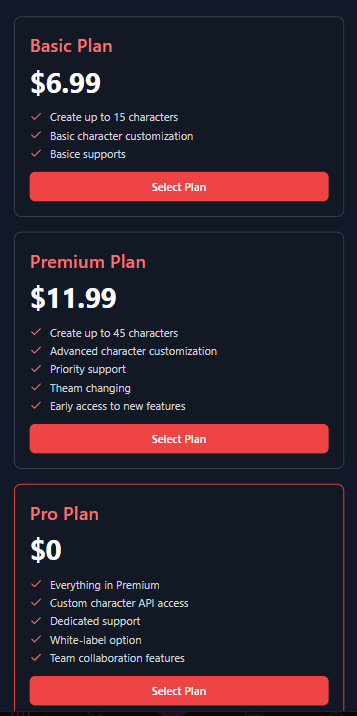 Basic Plan
$6.99
Create up to 15 characters
Basic character customization
Basice supports
Select Plan
Premium Plan
$11.99
Create up to 45 characters
Advanced character customization
Priority support
Theam changing
Early access to new features
Select Plan
Pro Plan
$0
Everything in Premium
Custom character API access
Dedicated support
White-label option
Team collaboration features
Select Plan